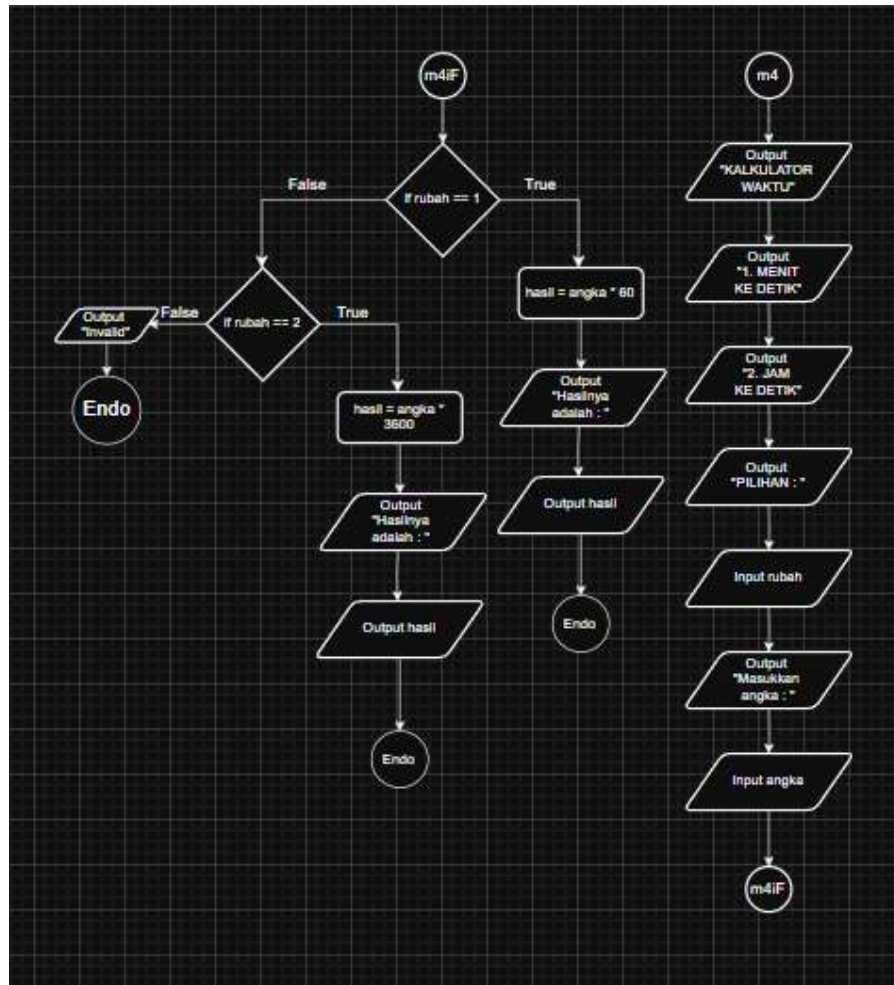 m4iF
If rubah == 1
False
True
hasil = angka * 60
Output
"Hasilnya
adalah : "
Output hasil
Endo
If rubah == 2
False
True
Output
"Invalid"
Endo
hasil = angka *
3600
Output
"Hasilnya
adalah : "
Output hasil
Endo
m4
Output
"KALKULATOR
WAKTU"
Output
"1. MENIT
KE DETIK"
Output
"2. JAM
KE DETIK"
Output
"PILIHAN : "
Input rubah
Output
"Masukkan
angka : "
Input angka
m4iF